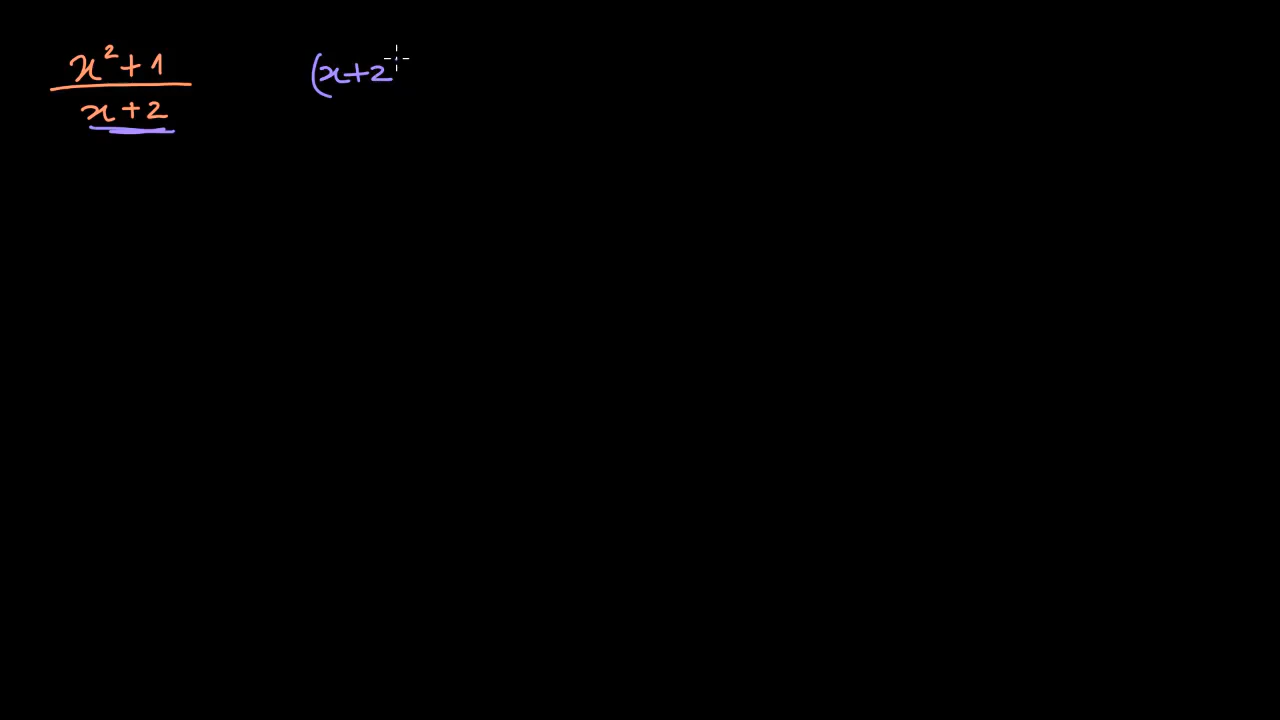 x² + 1
x + 2
(x+2